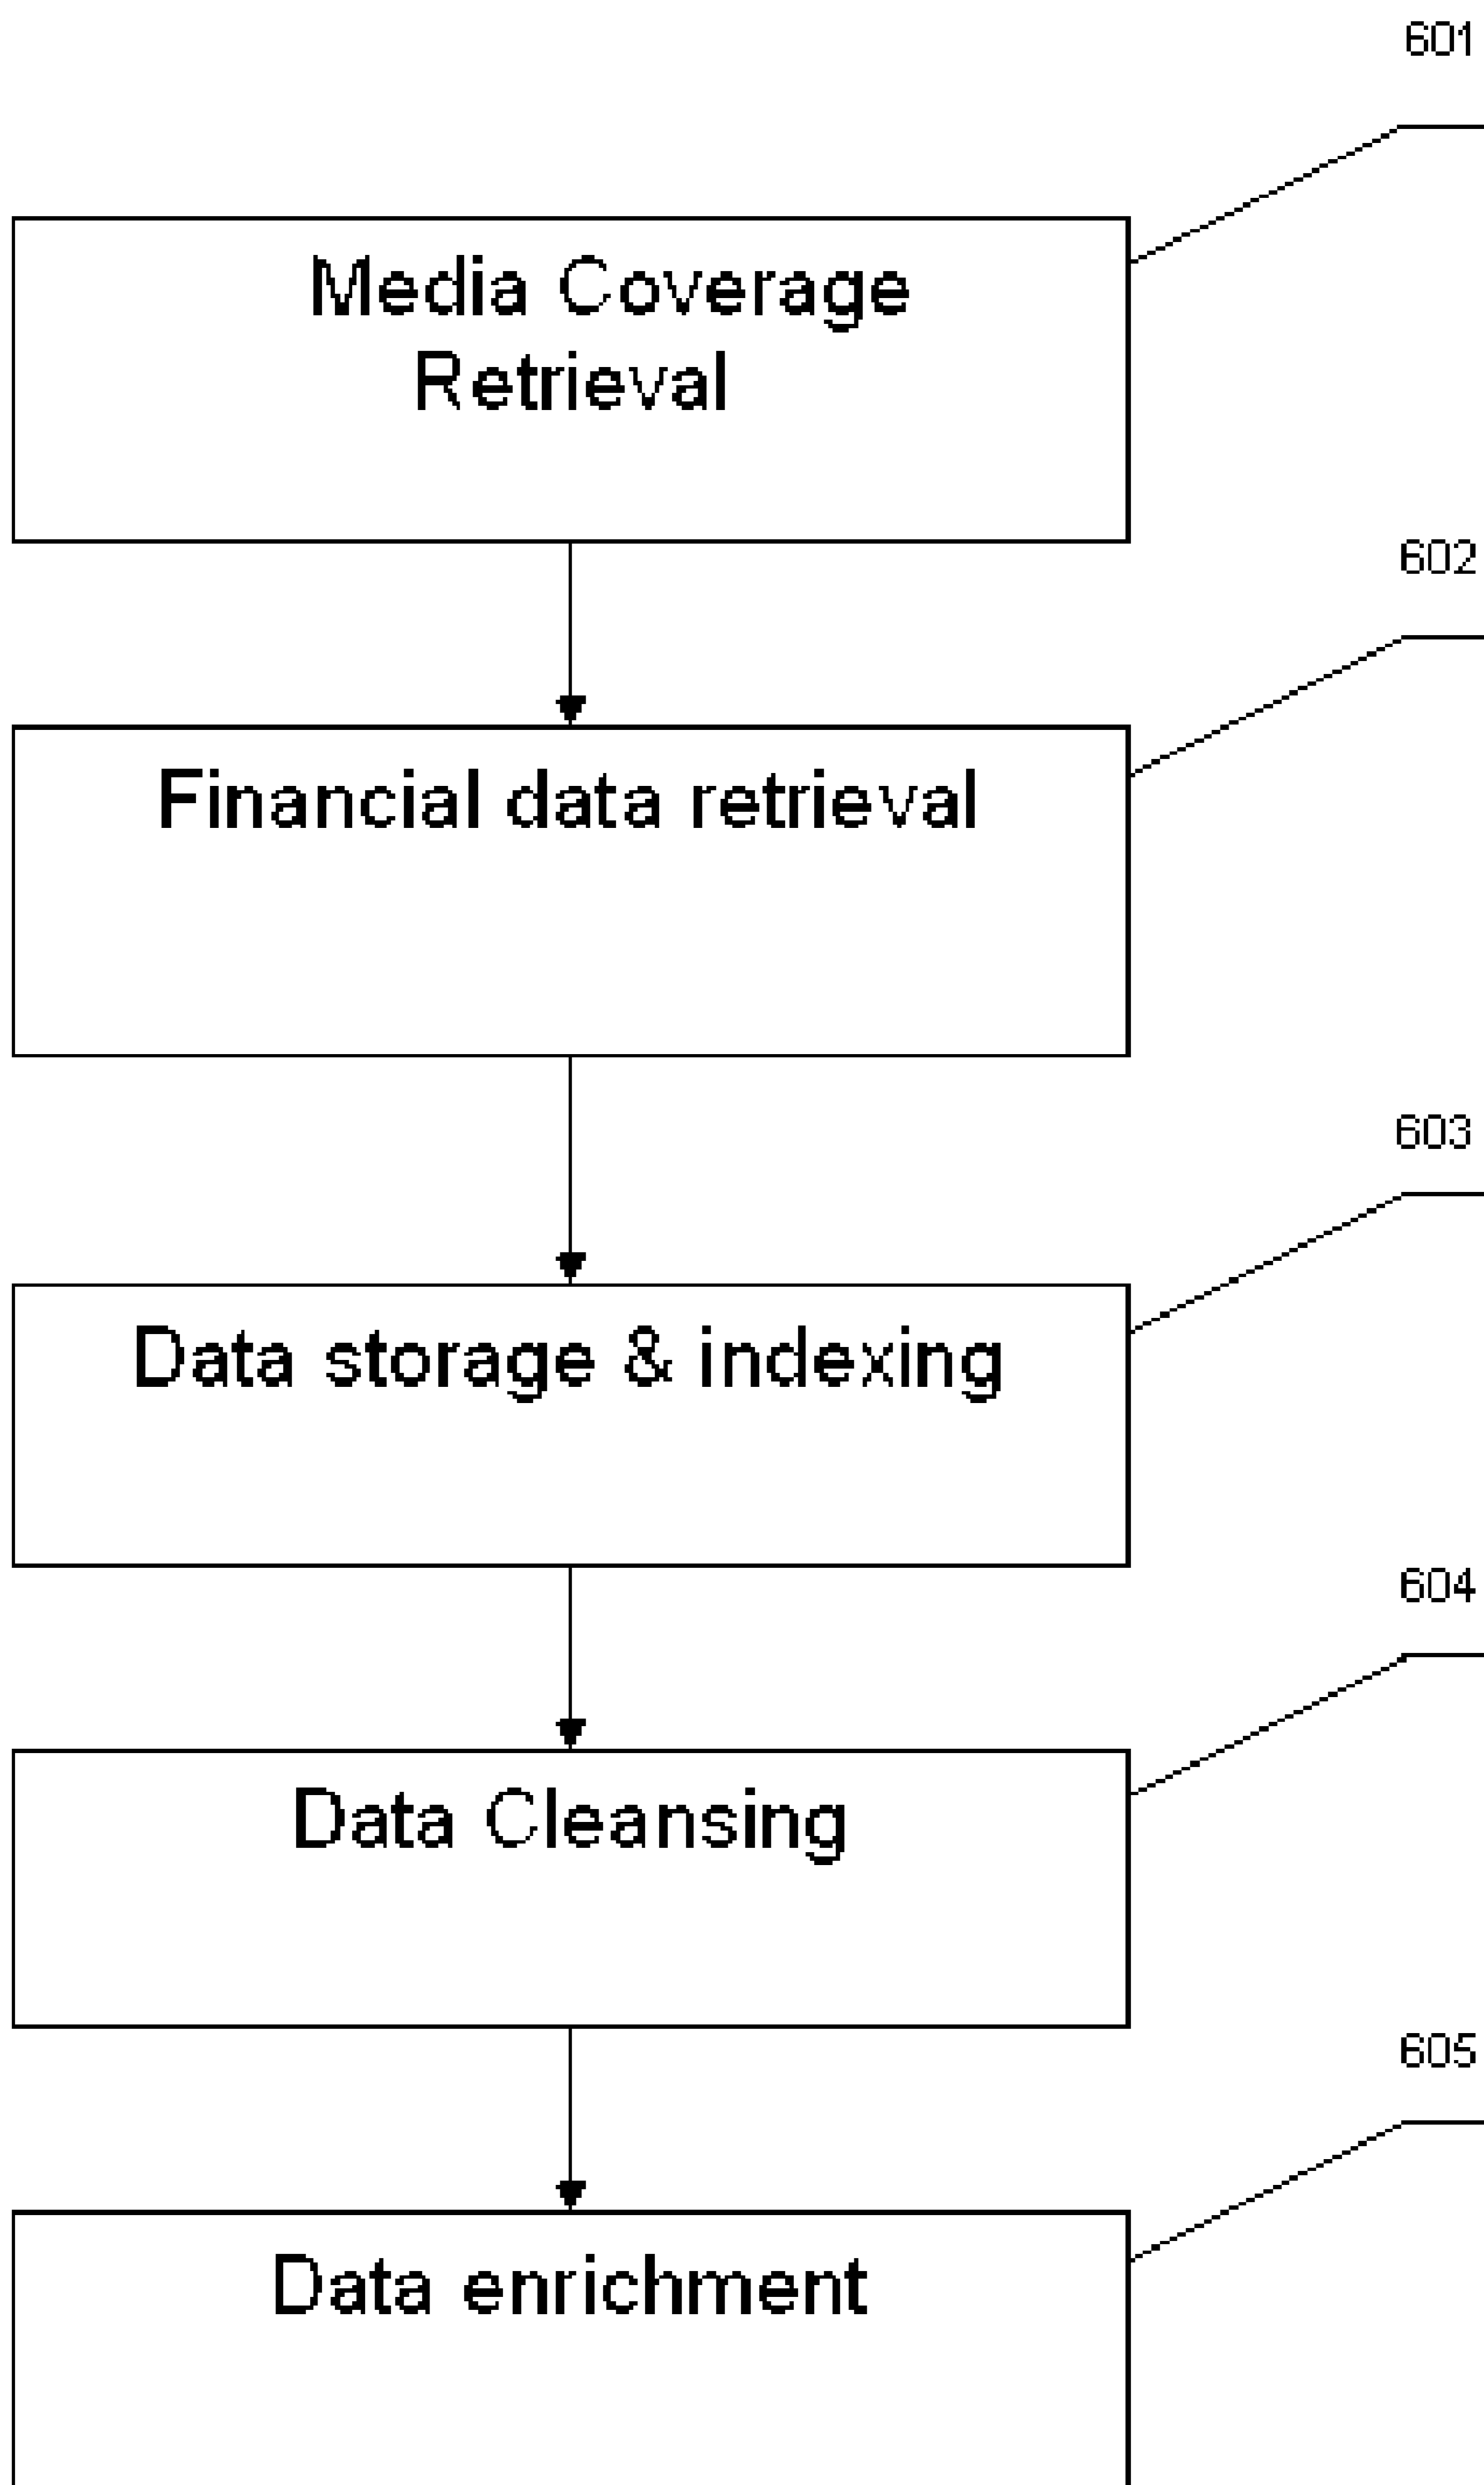 601
Media Coverage
Retrieval
602
Financial data retrieval
603
Data storage & indexing
604
Data Cleansing
605
Data enrichment